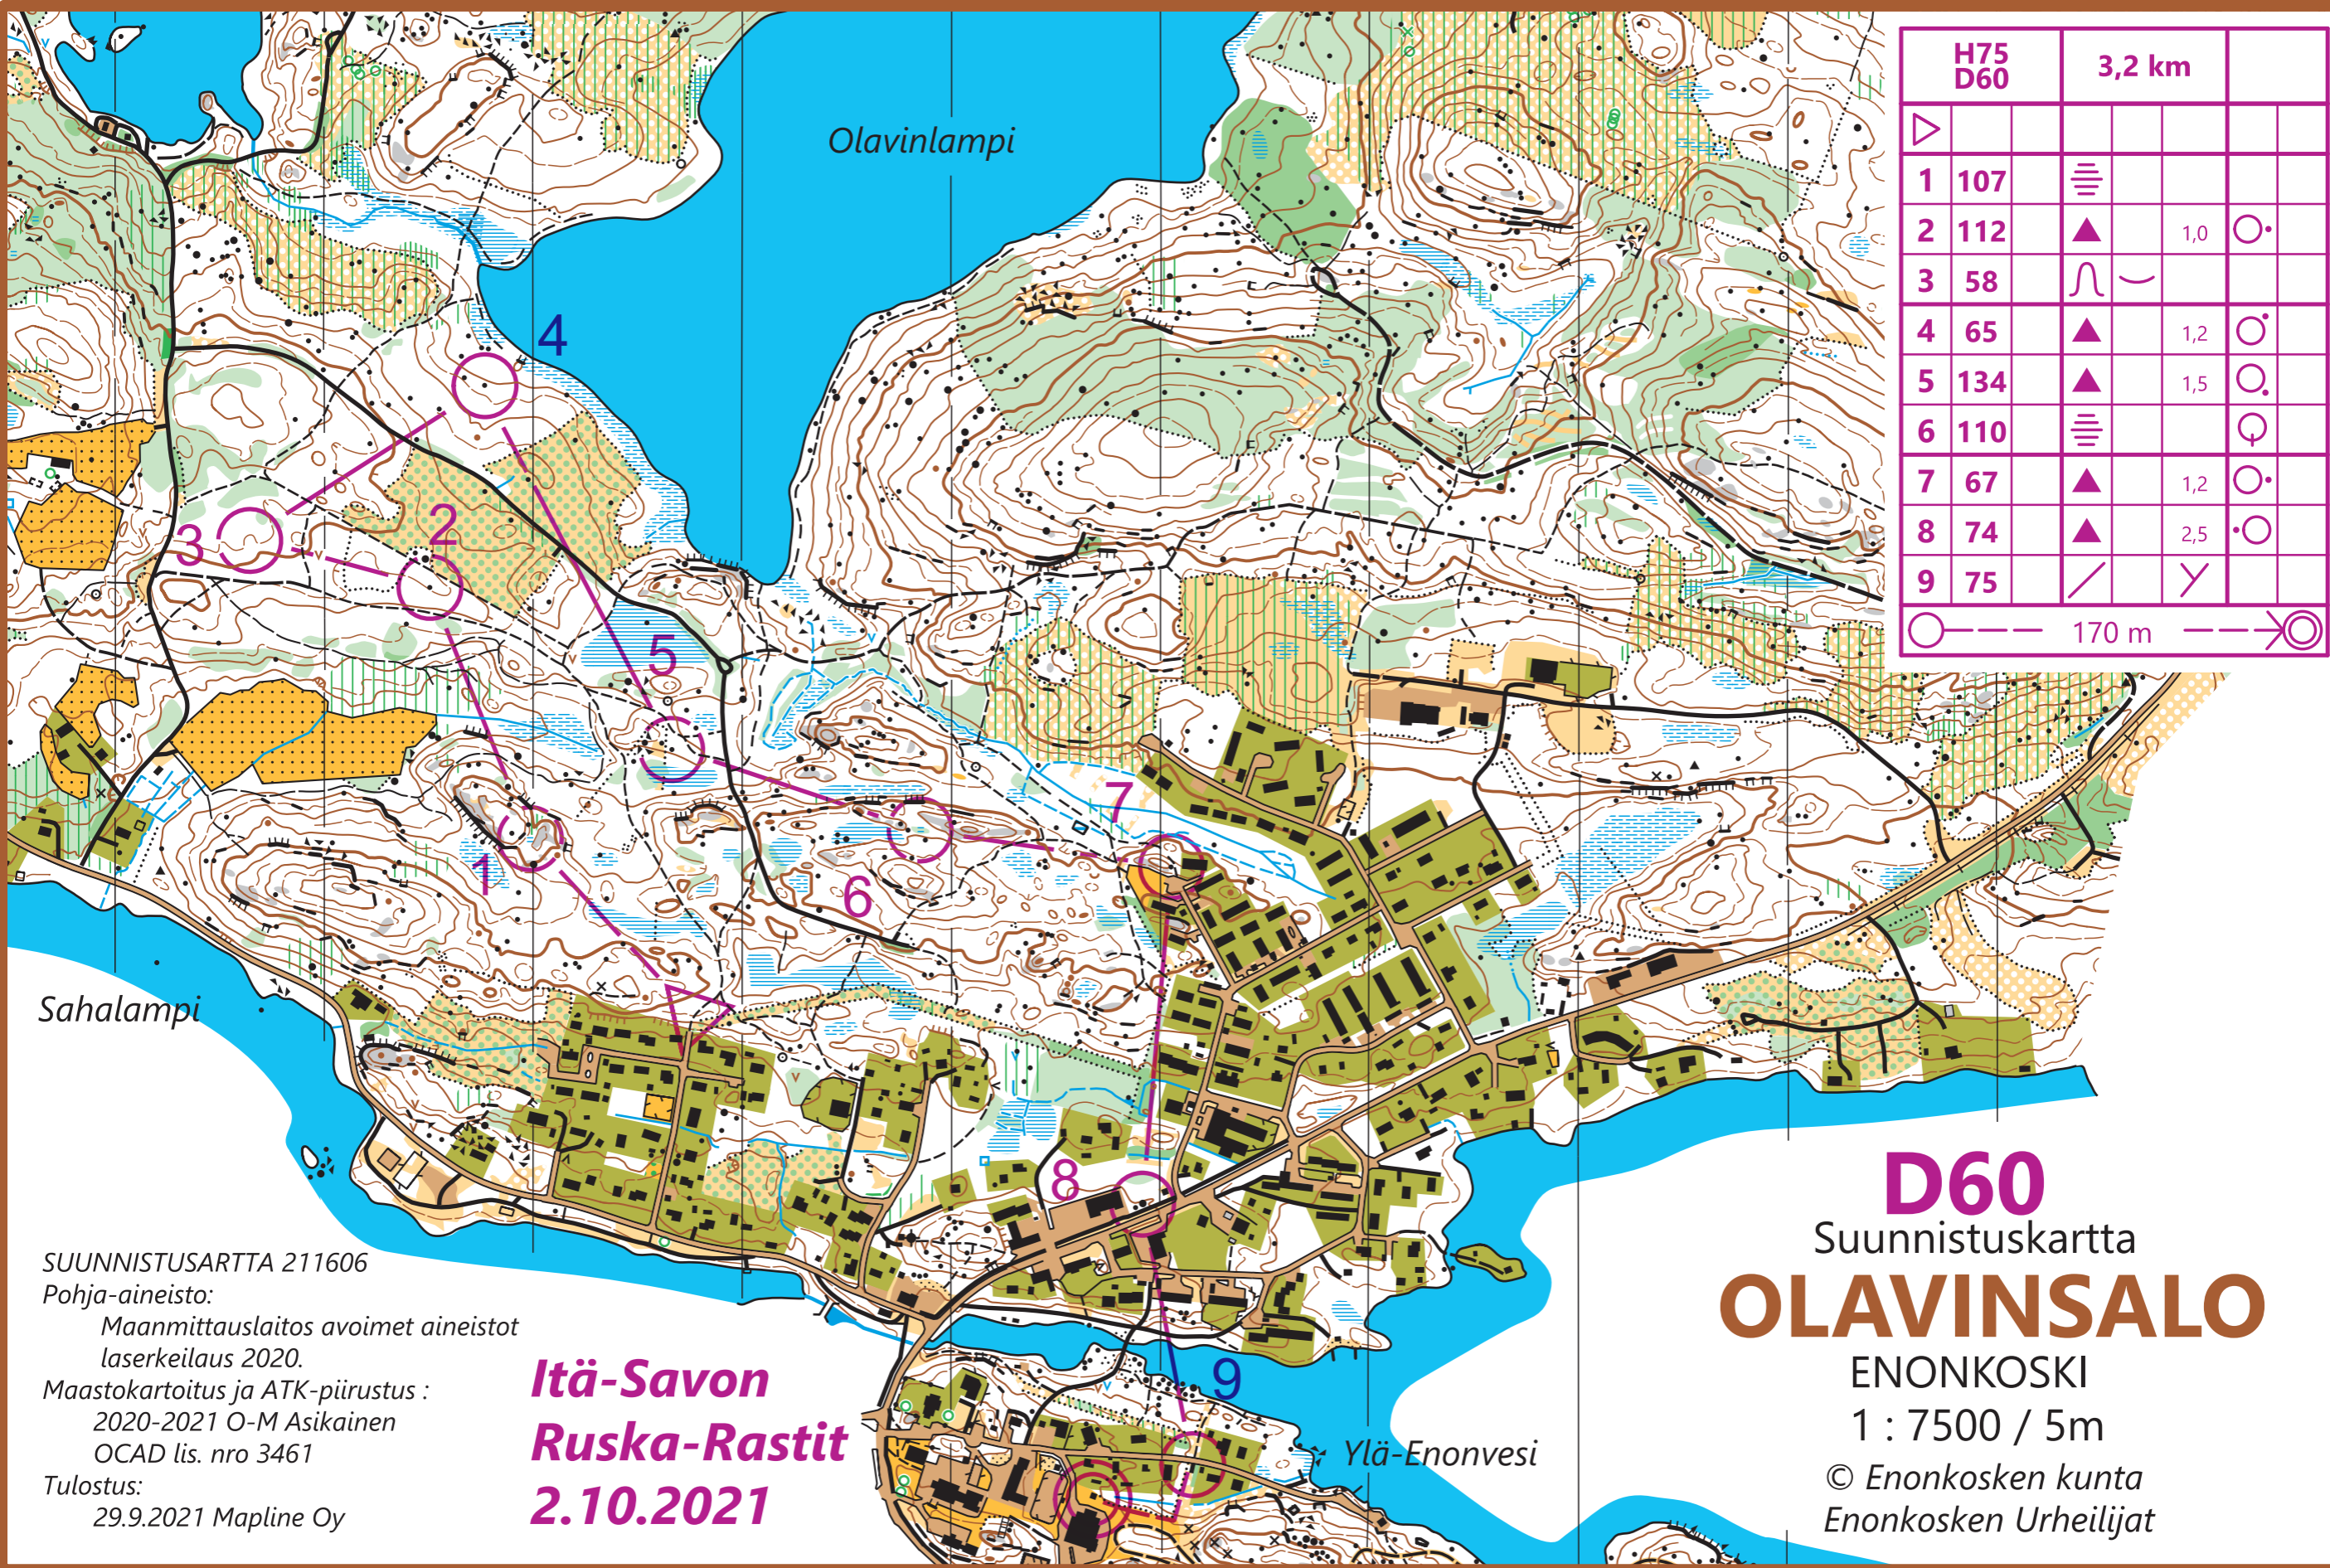 H75
D60
3,2 km
1 107
2 112 1,0
3 58
4 65 1,2
5 134 1,5
6 110
7 67 1,2
8 74 2,5
9 75
170 m
Olavinlampi
4
2
3
5
7
1
6
Sahalampi
8
9
Ylä-Enonvesi
SUUNNISTUSARTTA 211606
Pohja-aineisto:
Maanmittauslaitos avoimet aineistot
laserkeilaus 2020.
Maastokartoitus ja ATK-piirustus :
2020-2021 O-M Asikainen
OCAD lis. nro 3461
Tulostus:
29.9.2021 Mapline Oy
Itä-Savon
Ruska-Rastit
2.10.2021
D60
Suunnistuskartta
OLAVINSALO
ENONKOSKI
1 : 7500 / 5m
© Enonkosken kunta
Enonkosken Urheilijat